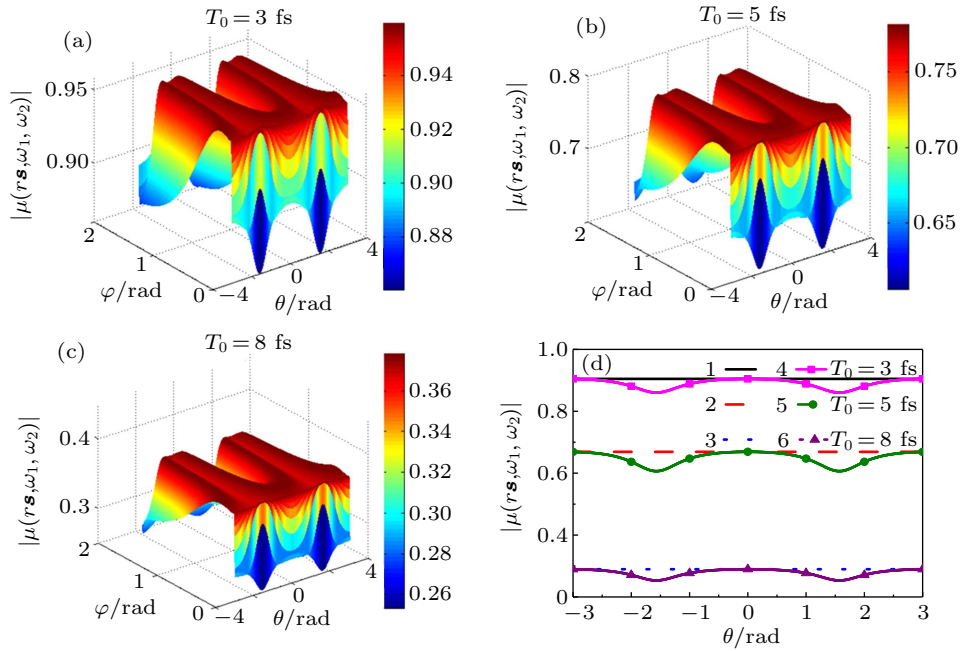 (a)
T₀ = 3 fs
|μ(rs,ω₁, ω₂)|
0.95
0.90
2
1
0
φ/rad
−4
0
4
θ/rad
0.94
0.92
0.90
0.88
(b)
T₀ = 5 fs
|μ(rs,ω₁, ω₂)|
0.8
0.7
2
1
0
φ/rad
−4
0
4
θ/rad
0.75
0.70
0.65
(c)
T₀ = 8 fs
|μ(rs,ω₁, ω₂)|
0.4
0.3
0.2
2
1
0
φ/rad
−4
0
4
θ/rad
0.36
0.34
0.32
0.30
0.28
0.26
(d)
|μ(rs,ω₁, ω₂)|
1.0
0.8
0.6
0.4
0.2
0
1 4 T₀ = 3 fs
2 5 T₀ = 5 fs
3 6 T₀ = 8 fs
−3 −2 −1 0 1 2 3
θ/rad